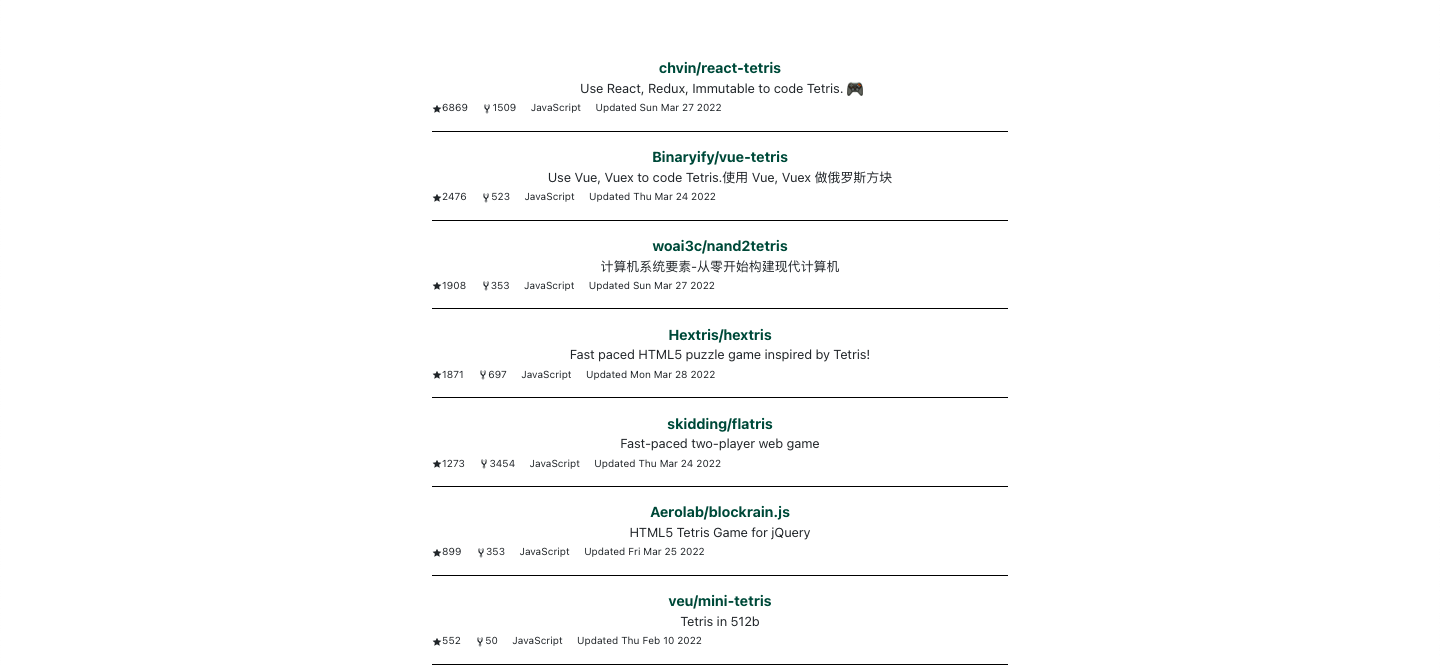 chvin/react-tetris
Use React, Redux, Immutable to code Tetris. 🎮
★6869 1509 JavaScript Updated Sun Mar 27 2022
Binaryify/vue-tetris
Use Vue, Vuex to code Tetris.使用 Vue, Vuex 做俄罗斯方块
★2476 523 JavaScript Updated Thu Mar 24 2022
woai3c/nand2tetris
计算机系统要素-从零开始构建现代计算机
★1908 353 JavaScript Updated Sun Mar 27 2022
Hextris/hextris
Fast paced HTML5 puzzle game inspired by Tetris!
★1871 697 JavaScript Updated Mon Mar 28 2022
skidding/flatris
Fast-paced two-player web game
★1273 3454 JavaScript Updated Thu Mar 24 2022
Aerolab/blockrain.js
HTML5 Tetris Game for jQuery
★899 353 JavaScript Updated Fri Mar 25 2022
veu/mini-tetris
Tetris in 512b
★552 50 JavaScript Updated Thu Feb 10 2022